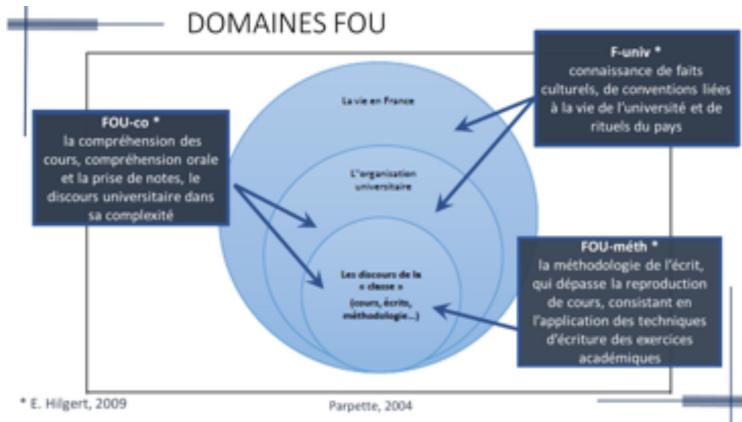 DOMAINES FOU
F-univ *
connaissance de faits
culturels, de conventions liées
à la vie de l'université et de
rituels du pays
La vie en France
FOU-co *
la compréhension des
cours, compréhension orale
et la prise de notes, le
discours universitaire dans
sa complexité
L''organisation
universitaire
FOU-méth *
la méthodologie de l'écrit,
qui dépasse la reproduction
de cours, consistant en
l'application des techniques
d'écriture des exercices
académiques
Les discours de la
« classe »
(cours, écrits,
méthodologie...)
* E. Hilgert, 2009
Parpette, 2004